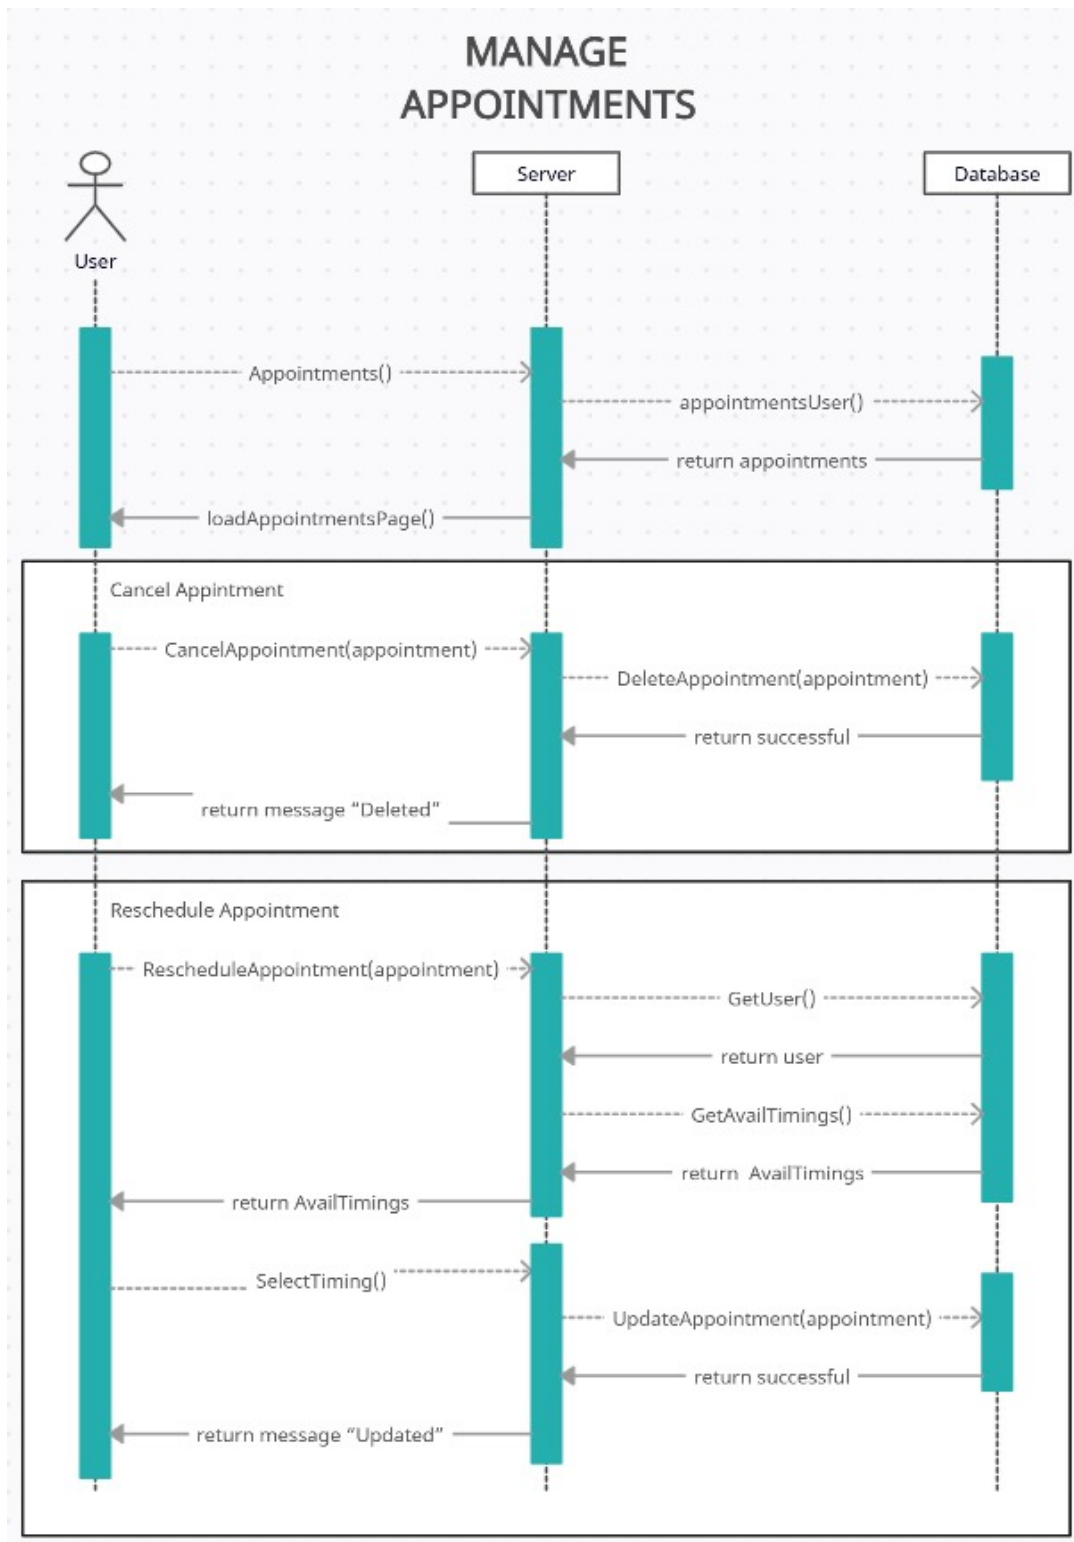 MANAGE
APPOINTMENTS
Server
Database
User
Appointments()
appointmentsUser()
return appointments
loadAppointmentsPage()
Cancel Appintment
CancelAppointment(appointment)
DeleteAppointment(appointment)
return successful
return message “Deleted”
Reschedule Appointment
RescheduleAppointment(appointment)
GetUser()
return user
GetAvailTimings()
return AvailTimings
return AvailTimings
SelectTiming()
UpdateAppointment(appointment)
return successful
return message “Updated”